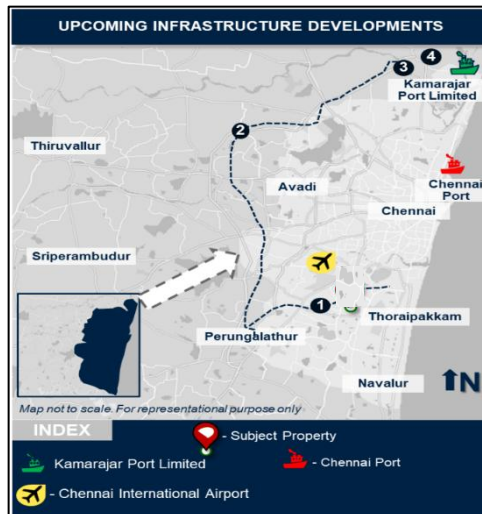 UPCOMING INFRASTRUCTURE DEVELOPMENTS
4
3
Kamarajar
Port Limited
2
Thiruvallur
Avadi
Chennai
Port
Chennai
Sriperambudur
1
Thoraipakkam
Perungalathur
Navalur
N
Map not to scale. For representational purpose only
INDEX
- Subject Property
Kamarajar Port Limited
- Chennai Port
- Chennai International Airport